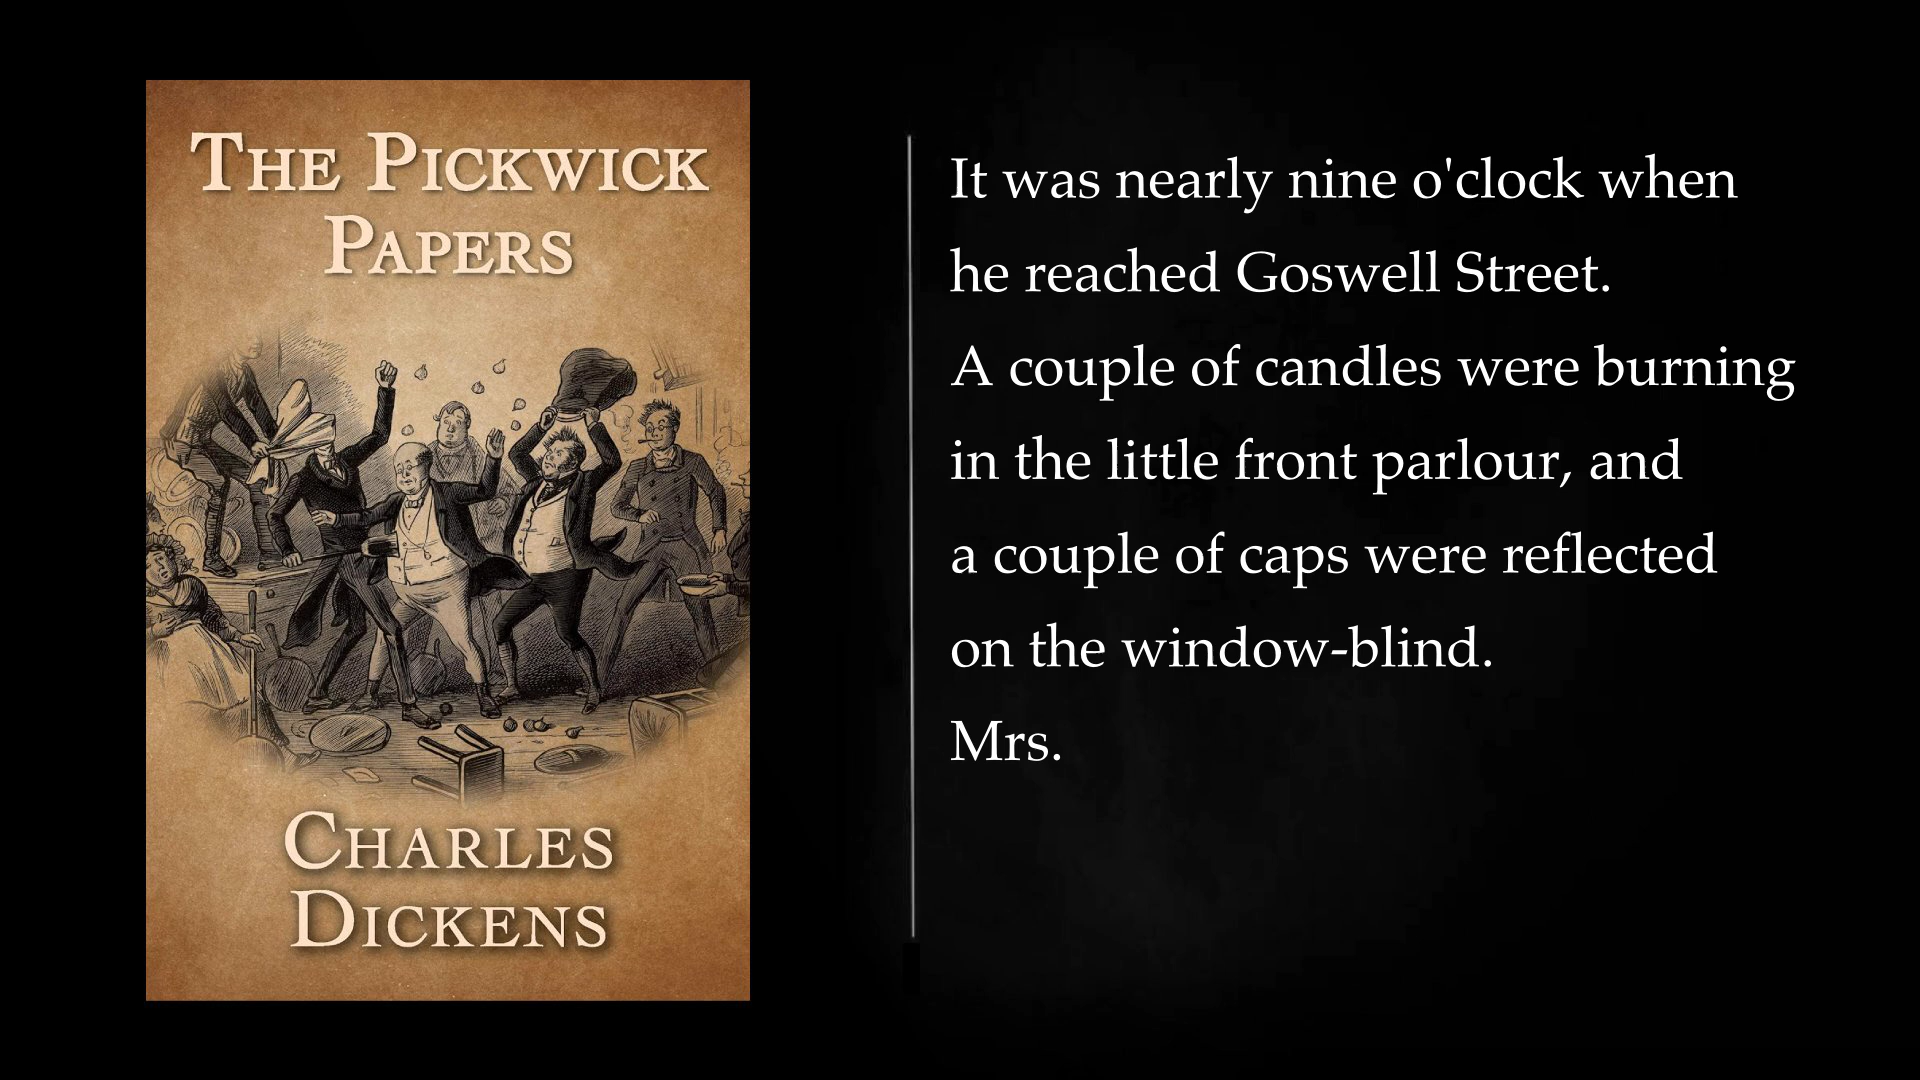 The Pickwick
Papers
Charles
Dickens
It was nearly nine o'clock when
he reached Goswell Street.
A couple of candles were burning
in the little front parlour, and
a couple of caps were reflected
on the window-blind.
Mrs.